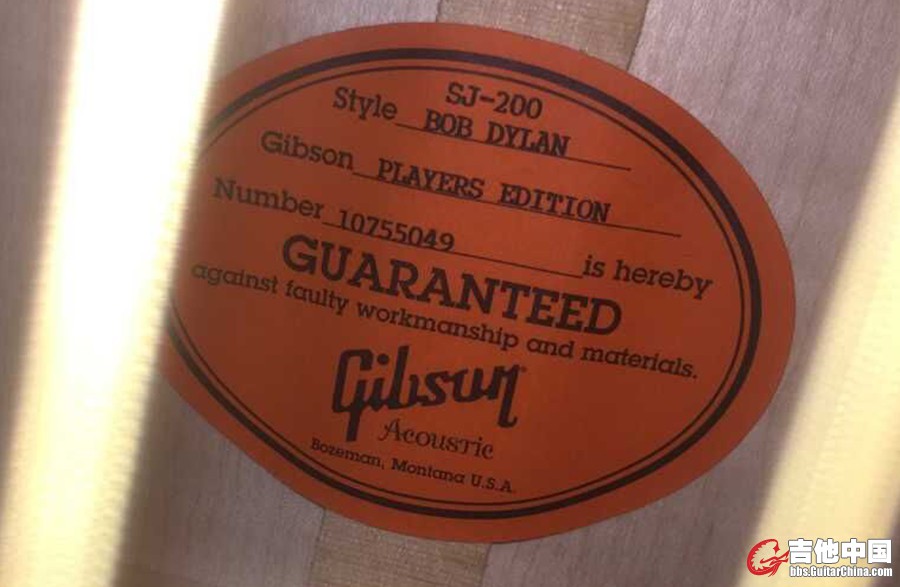 SJ-200
Style BOB DYLAN
Gibson PLAYERS EDITION
Number 10755049 is hereby
GUARANTEED
against faulty workmanship and materials.
Gibson
Acoustic
Bozeman, Montana U.S.A.
吉他中国
bbs.GuitarChina.com